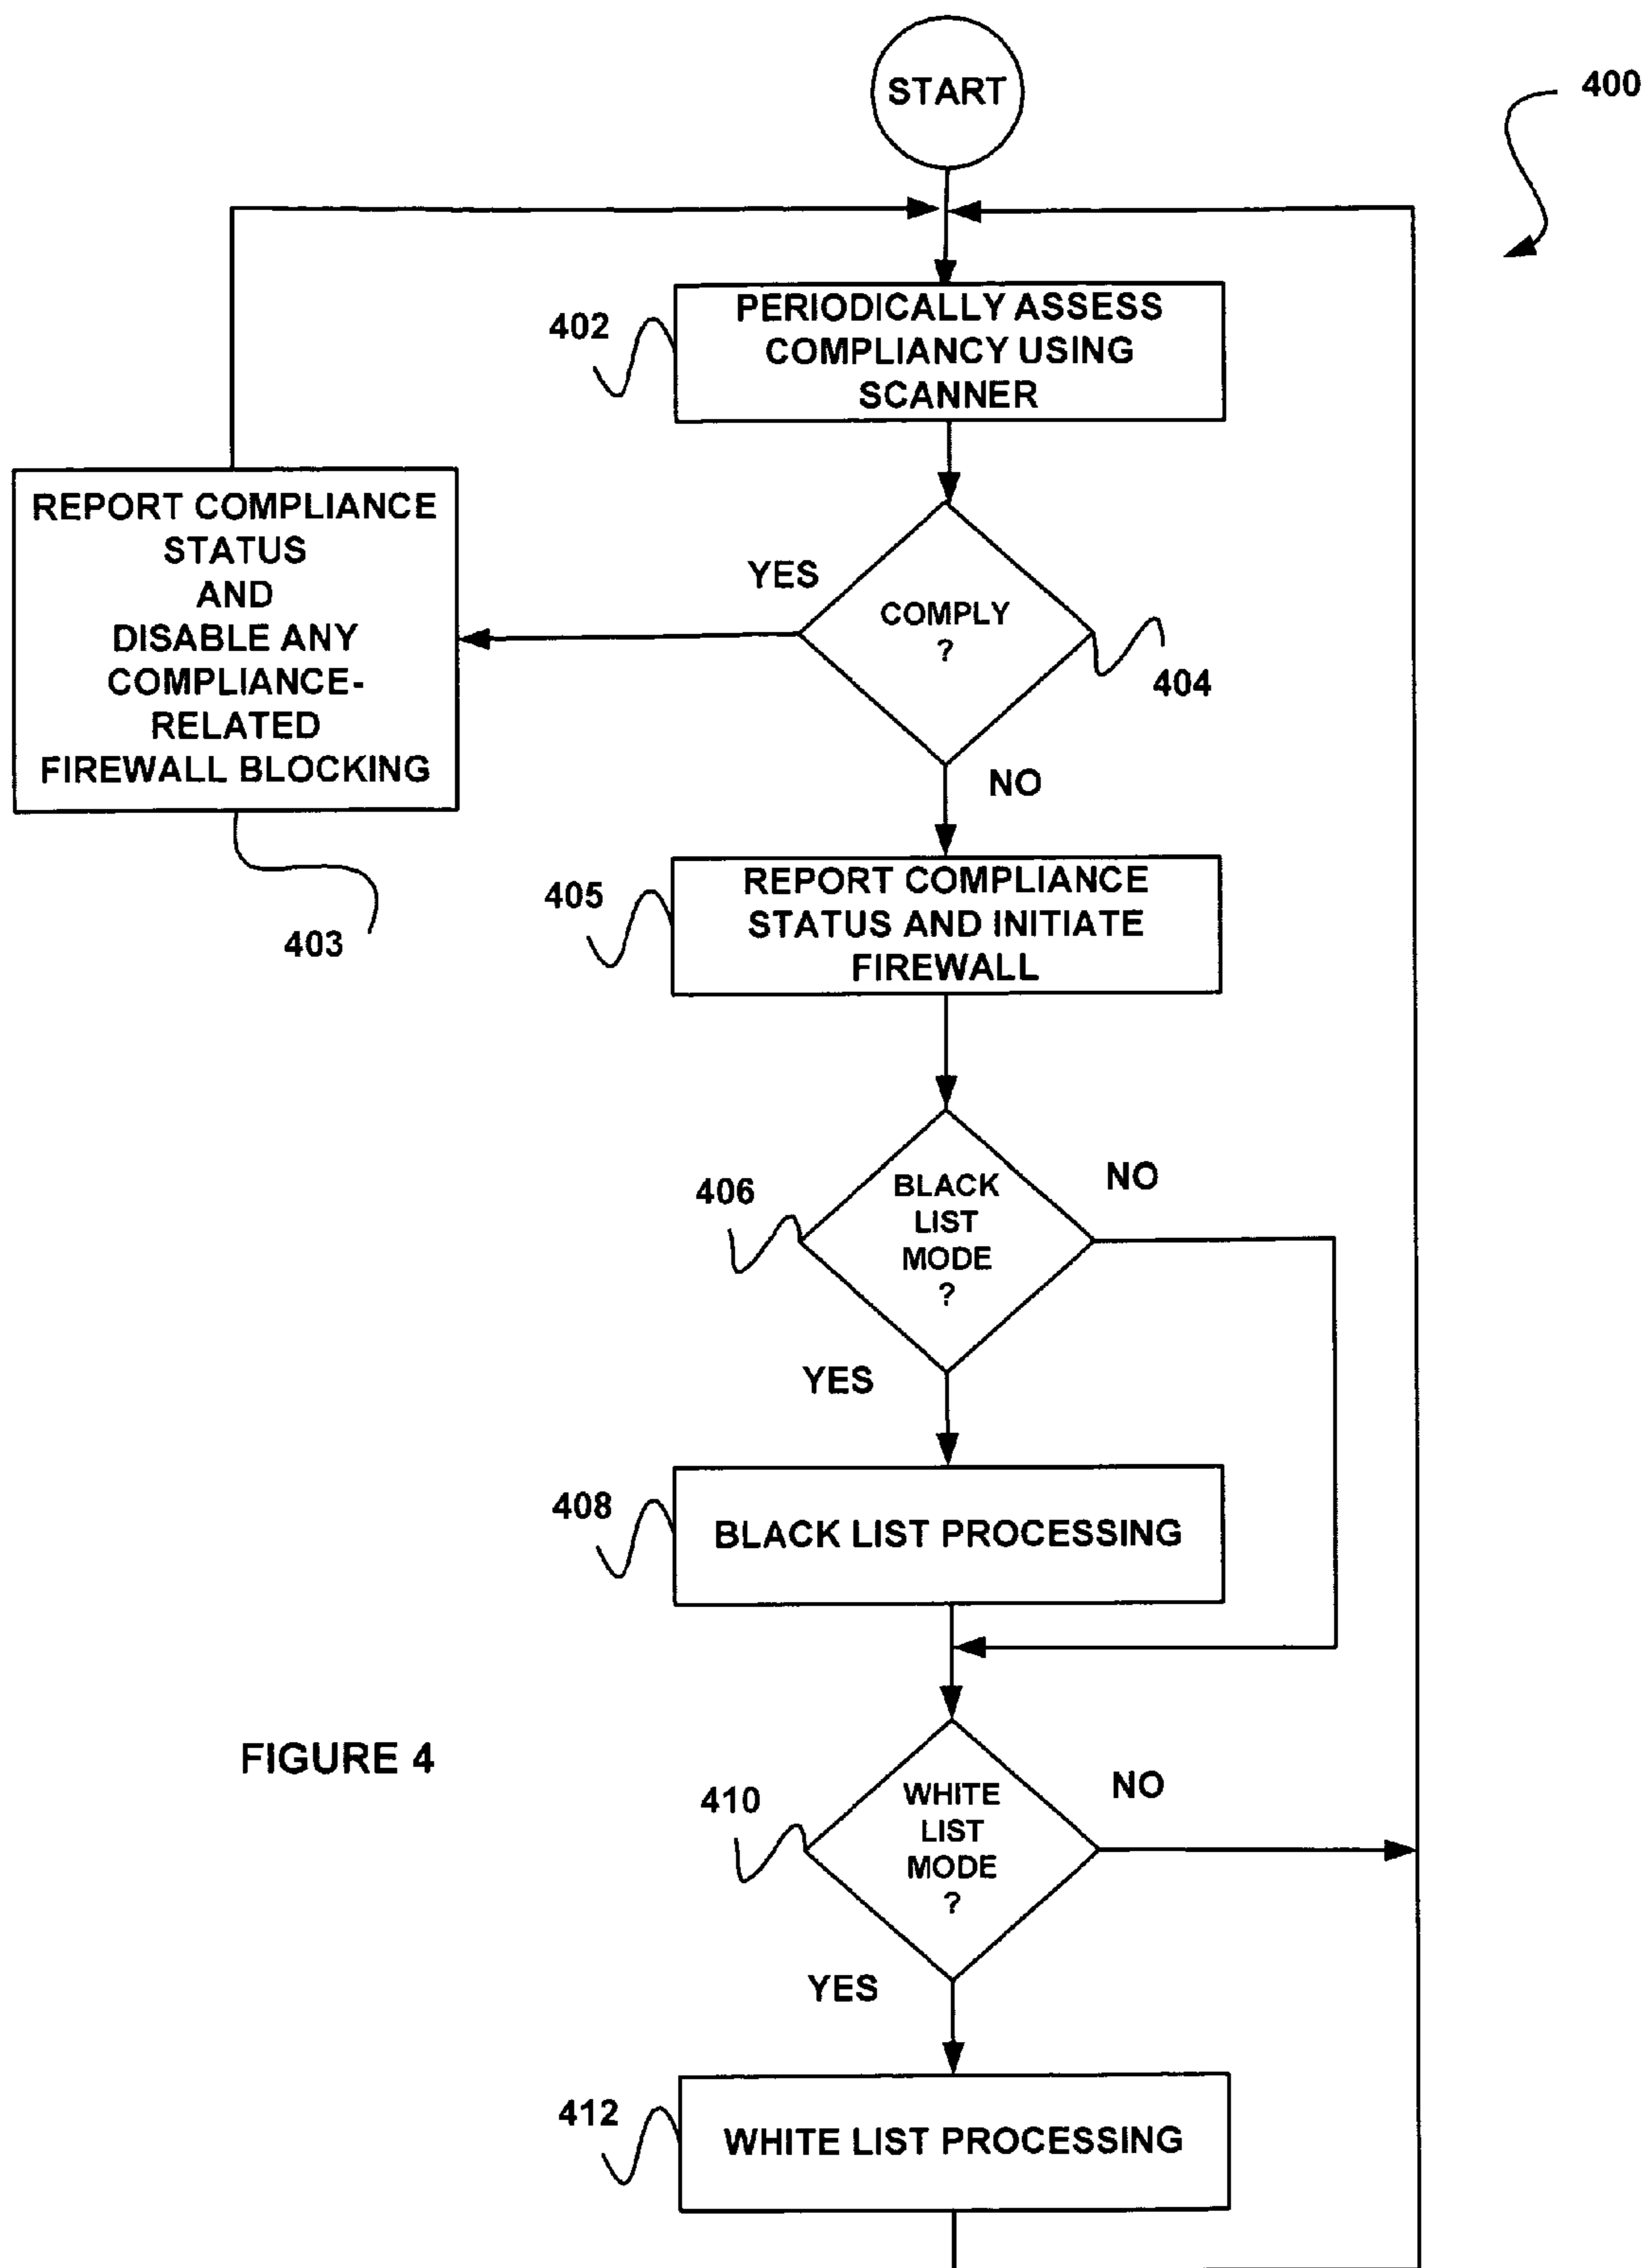 START
400
402
PERIODICALLY ASSESS
COMPLIANCY USING
SCANNER
REPORT COMPLIANCE
STATUS
AND
DISABLE ANY
COMPLIANCE-
RELATED
FIREWALL BLOCKING
403
YES
COMPLY
?
404
NO
405
REPORT COMPLIANCE
STATUS AND INITIATE
FIREWALL
406
BLACK
LIST
MODE
?
NO
YES
408
BLACK LIST PROCESSING
FIGURE 4
410
WHITE
LIST
MODE
?
NO
YES
412
WHITE LIST PROCESSING